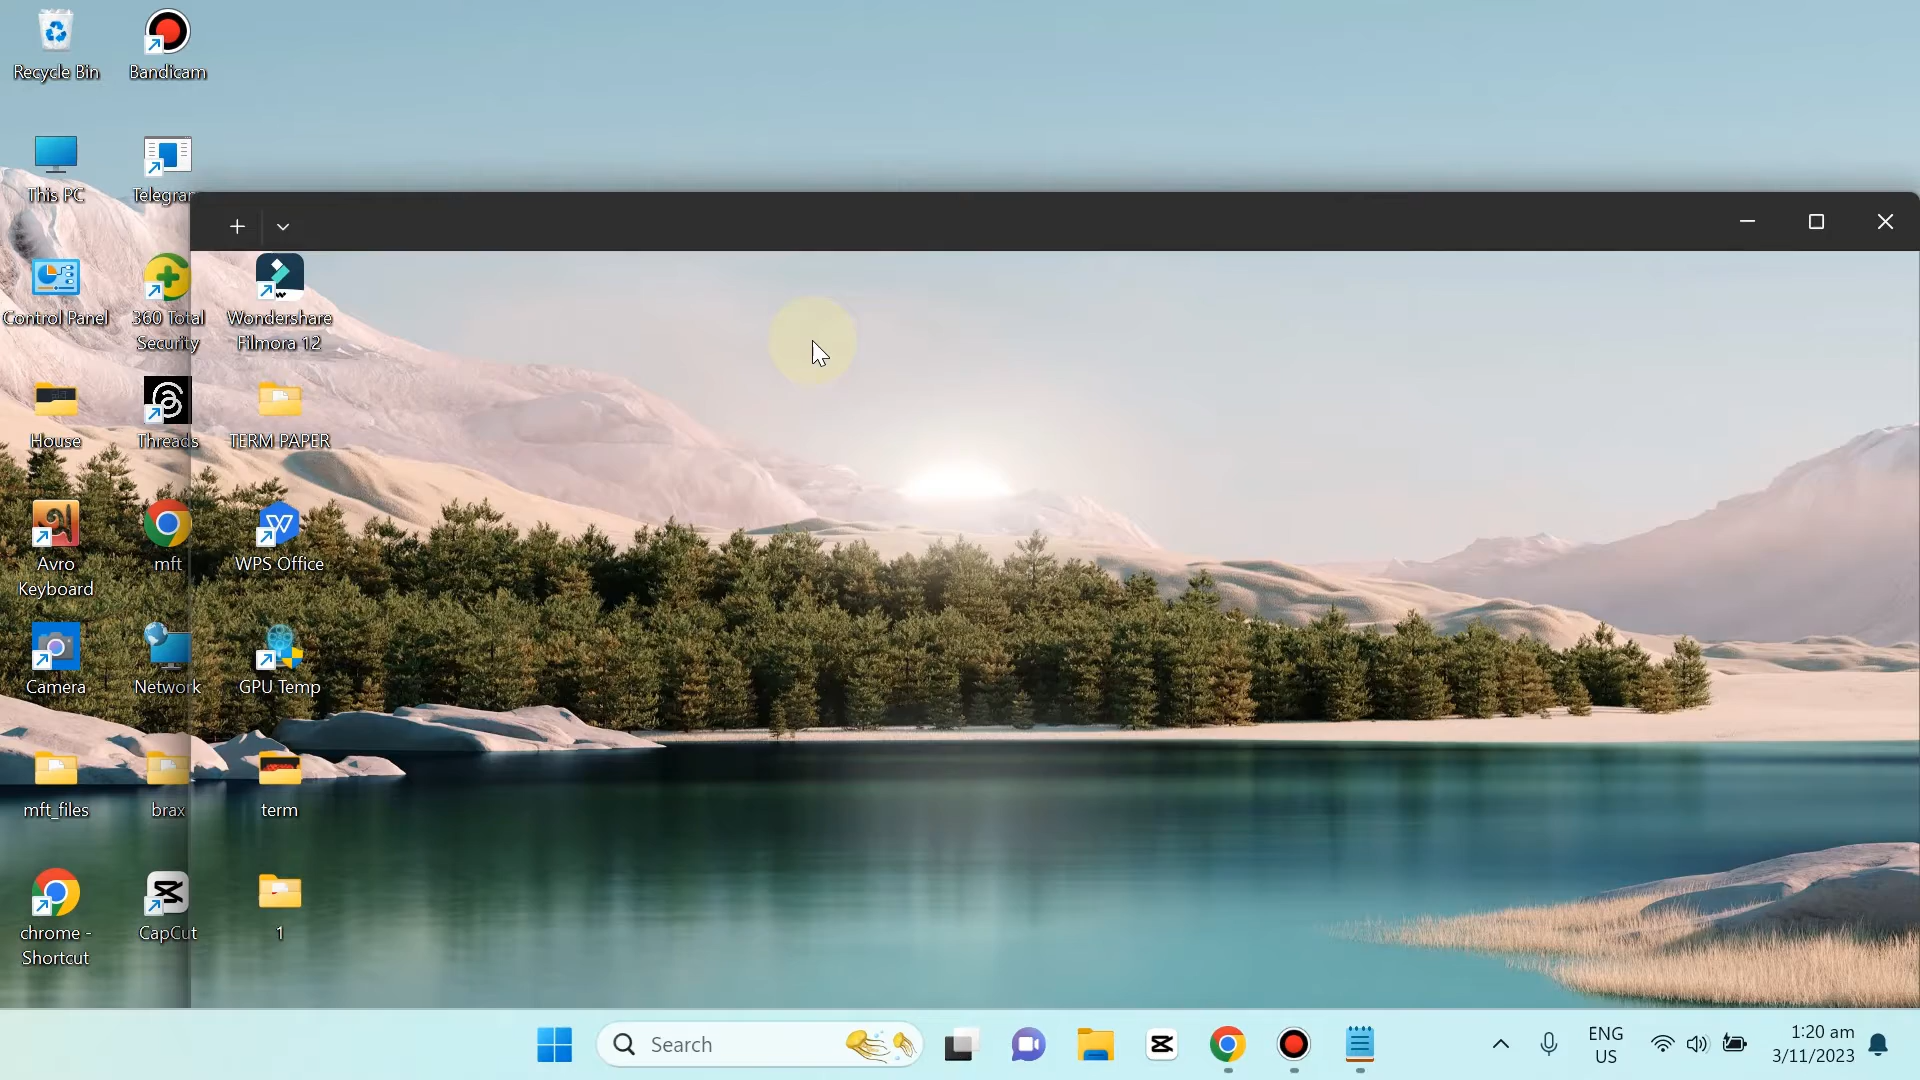 Recycle Bin
Bandicam
This PC
Telegram
Control Panel
360 Total
Security
Wondershare
Filmora 12
House
Threads
TERM PAPER
Avro
Keyboard
mft
WPS Office
Camera
Network
GPU Temp
mft_files
brax
term
chrome -
Shortcut
CapCut
1
Search
ENG
US
1:20 am
3/11/2023